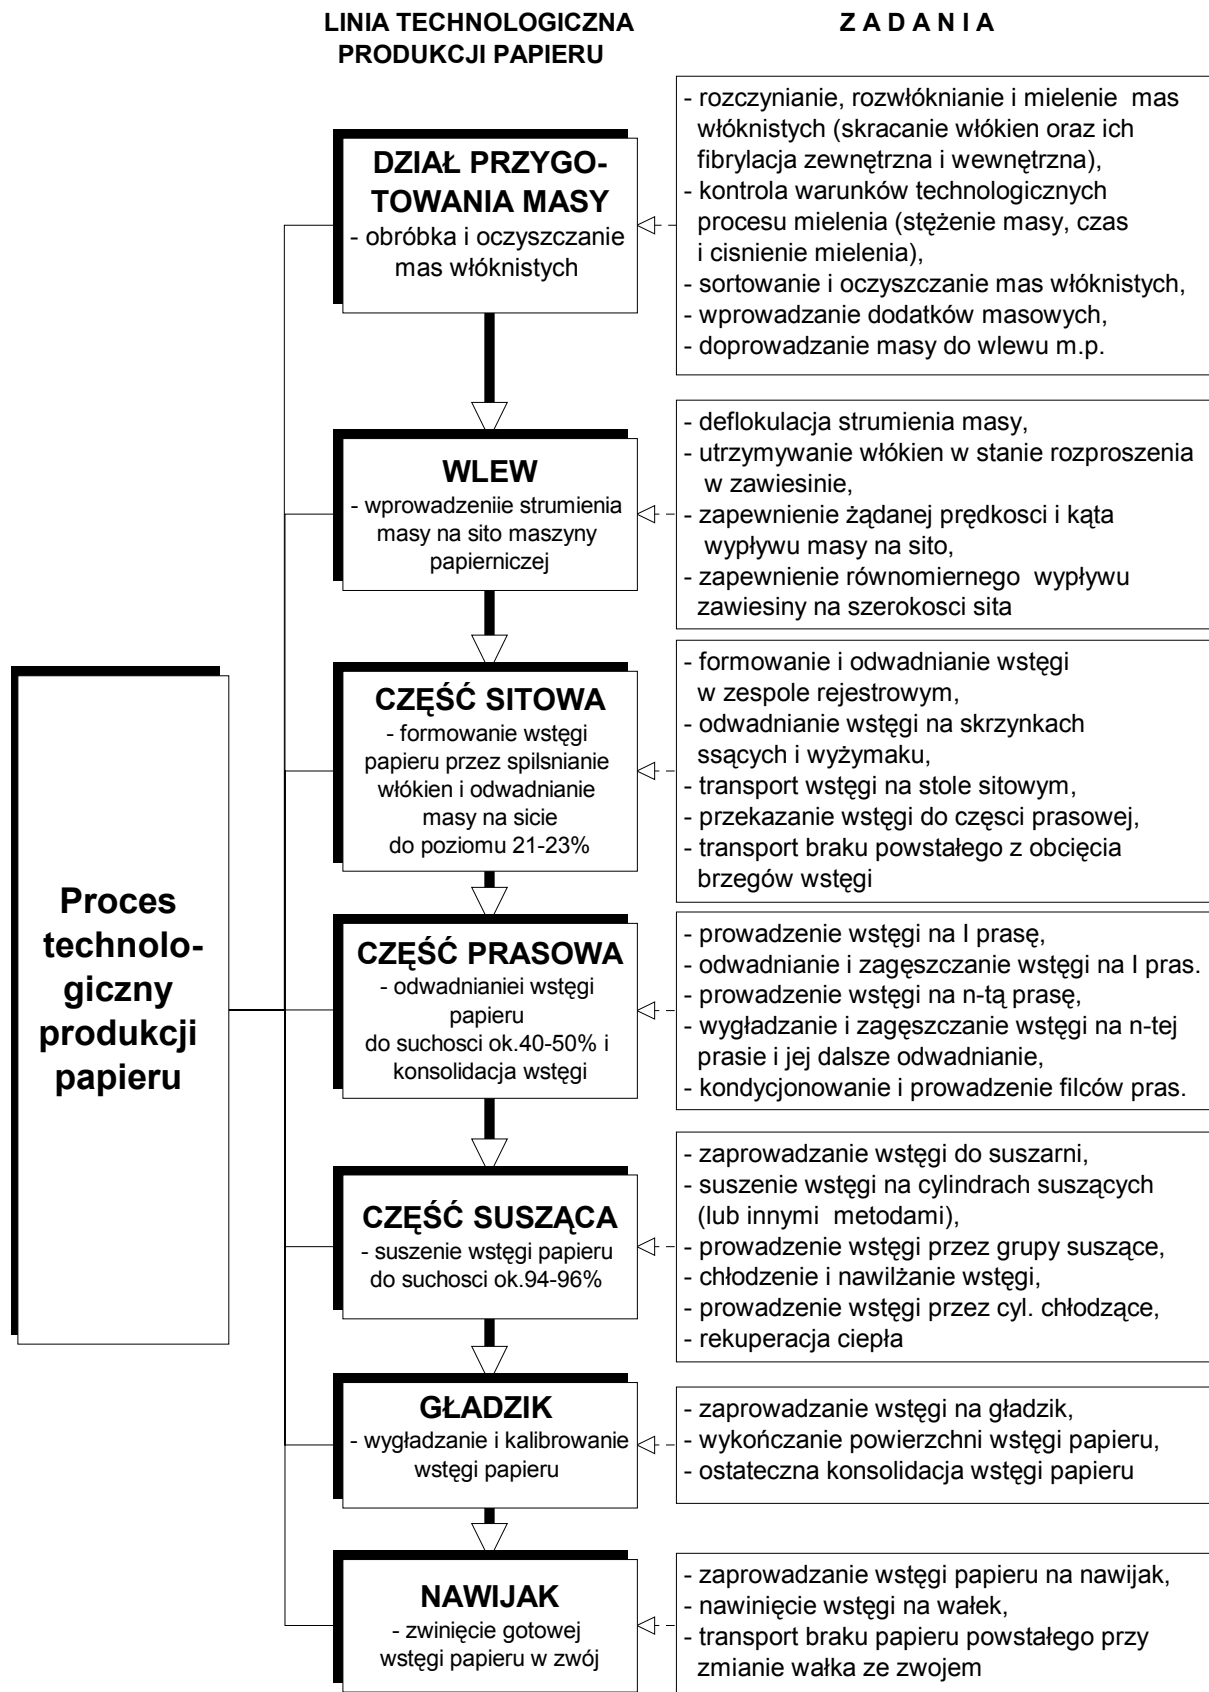 LINIA TECHNOLOGICZNA
PRODUKCJI PAPIERU
Z A D A N I A
Proces
technolo-
giczny
produkcji
papieru
DZIAŁ PRZYGO-
TOWANIA MASY
- obróbka i oczyszczanie
mas włóknistych
- rozczynianie, rozwłóknianie i mielenie mas
włóknistych (skracanie włókien oraz ich
fibrylacja zewnętrzna i wewnętrzna),
- kontrola warunków technologicznych
procesu mielenia (stężenie masy, czas
i cisnienie mielenia),
- sortowanie i oczyszczanie mas włóknistych,
- wprowadzanie dodatków masowych,
- doprowadzanie masy do wlewu m.p.
WLEW
- wprowadzeniie strumienia
masy na sito maszyny
papierniczej
- deflokulacja strumienia masy,
- utrzymywanie włókien w stanie rozproszenia
w zawiesinie,
- zapewnienie żądanej prędkosci i kąta
wypływu masy na sito,
- zapewnienie równomiernego wypływu
zawiesiny na szerokosci sita
CZĘŚĆ SITOWA
- formowanie wstęgi
papieru przez spilsnianie
włókien i odwadnianie
masy na sicie
do poziomu 21-23%
- formowanie i odwadnianie wstęgi
w zespole rejestrowym,
- odwadnianie wstęgi na skrzynkach
ssących i wyżymaku,
- transport wstęgi na stole sitowym,
- przekazanie wstęgi do częsci prasowej,
- transport braku powstałego z obcięcia
brzegów wstęgi
CZĘŚĆ PRASOWA
- odwadnianiei wstęgi
papieru
do suchosci ok.40-50% i
konsolidacja wstęgi
- prowadzenie wstęgi na I prasę,
- odwadnianie i zagęszczanie wstęgi na I pras.
- prowadzenie wstęgi na n-tą prasę,
- wygładzanie i zagęszczanie wstęgi na n-tej
prasie i jej dalsze odwadnianie,
- kondycjonowanie i prowadzenie filców pras.
CZĘŚĆ SUSZĄCA
- suszenie wstęgi papieru
do suchosci ok.94-96%
- zaprowadzanie wstęgi do suszarni,
- suszenie wstęgi na cylindrach suszących
(lub innymi metodami),
- prowadzenie wstęgi przez grupy suszące,
- chłodzenie i nawilżanie wstęgi,
- prowadzenie wstęgi przez cyl. chłodzące,
- rekuperacja ciepła
GŁADZIK
- wygładzanie i kalibrowanie
wstęgi papieru
- zaprowadzanie wstęgi na gładzik,
- wykończanie powierzchni wstęgi papieru,
- ostateczna konsolidacja wstęgi papieru
NAWIJAK
- zwinięcie gotowej
wstęgi papieru w zwój
- zaprowadzanie wstęgi papieru na nawijak,
- nawinięcie wstęgi na wałek,
- transport braku papieru powstałego przy
zmianie wałka ze zwojem